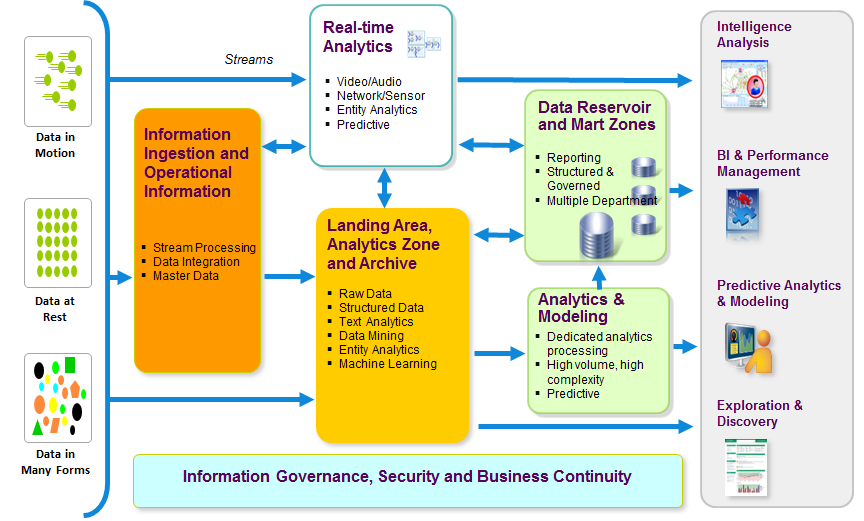 Data in
Motion
Data at
Rest
Data in
Many Forms
Streams
Information
Ingestion and
Operational
Information
▪ Stream Processing
▪ Data Integration
▪ Master Data
Real-time
Analytics
▪ Video/Audio
▪ Network/Sensor
▪ Entity Analytics
▪ Predictive
Landing Area,
Analytics Zone
and Archive
▪ Raw Data
▪ Structured Data
▪ Text Analytics
▪ Data Mining
▪ Entity Analytics
▪ Machine Learning
Data Reservoir
and Mart Zones
▪ Reporting
▪ Structured &
Governed
▪ Multiple Department
Analytics &
Modeling
▪ Dedicated analytics
processing
▪ High volume, high
complexity
▪ Predictive
Intelligence
Analysis
BI & Performance
Management
Predictive Analytics
& Modeling
Exploration &
Discovery
Information Governance, Security and Business Continuity